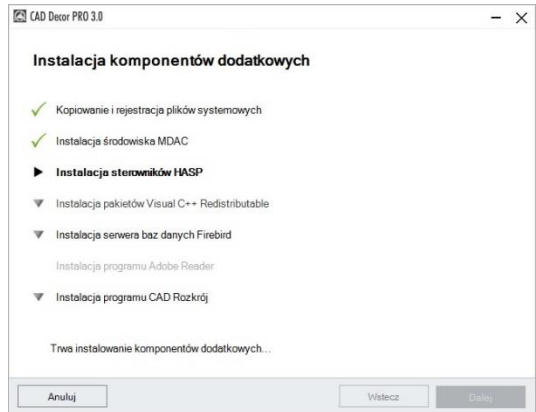 CAD Decor PRO 3.0
Instalacja komponentów dodatkowych
Kopiowanie i rejestracja plików systemowych
Instalacja środowiska MDAC
Instalacja sterowników HASP
Instalacja pakietów Visual C++ Redistributable
Instalacja serwera baz danych Firebird
Instalacja programu Adobe Reader
Instalacja programu CAD Rozkrój
Trwa instalowanie komponentów dodatkowych...
Anuluj
Wstecz
Dalej